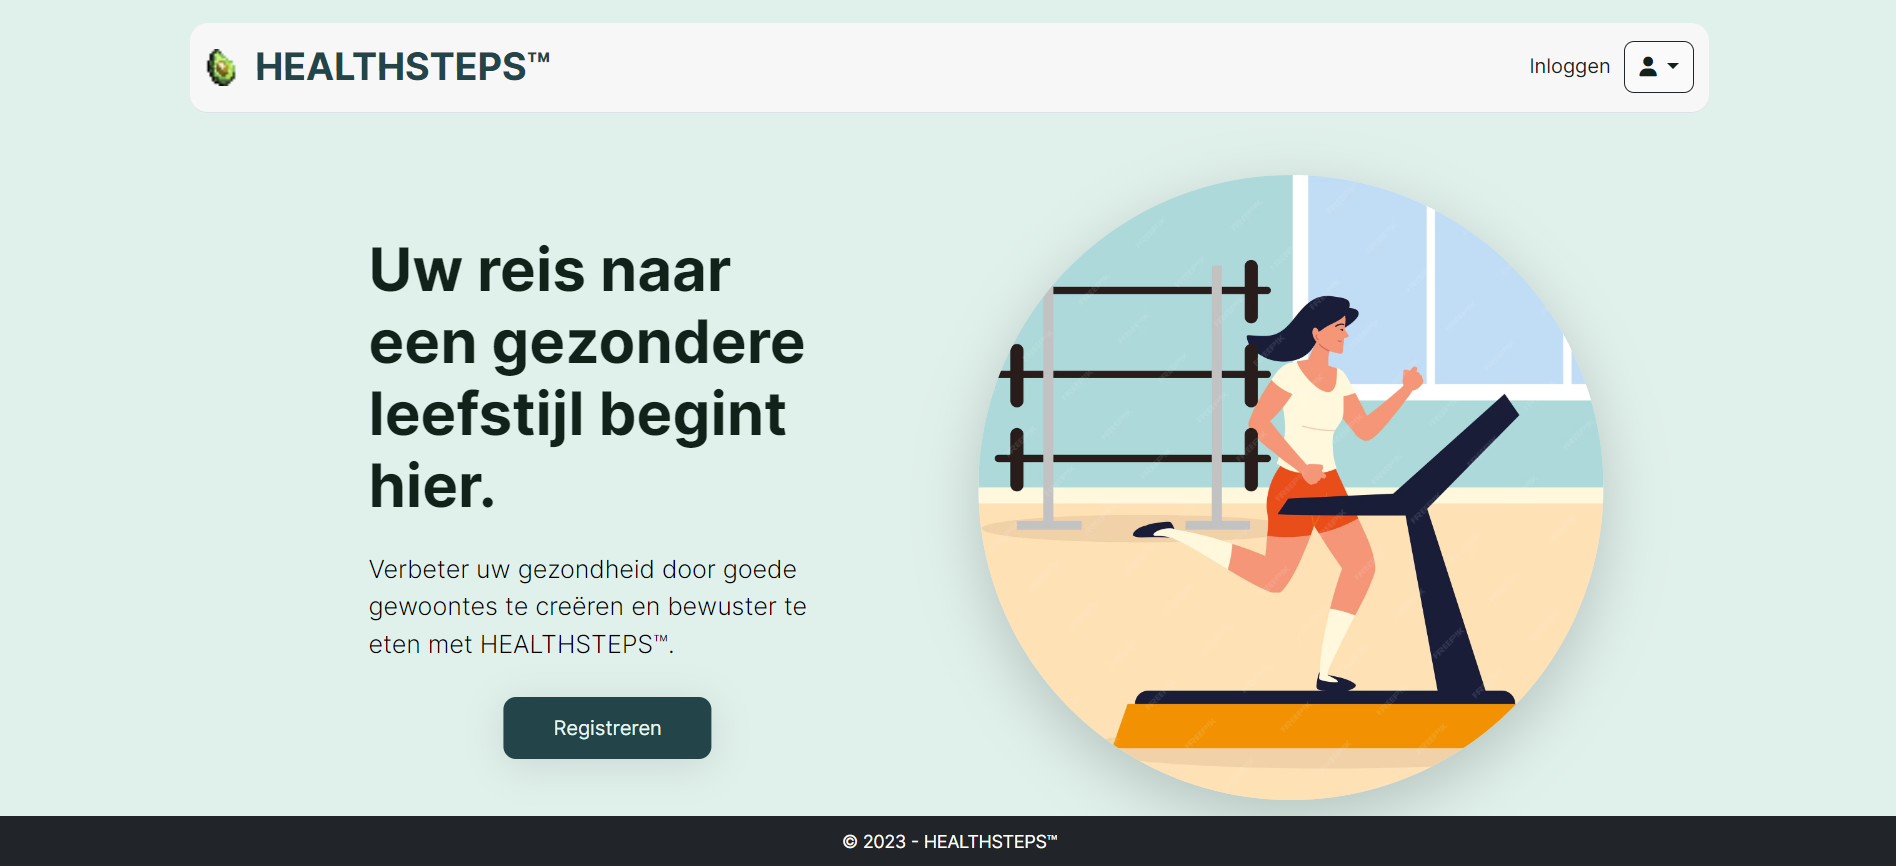 HEALTHSTEPS™
Inloggen
Uw reis naar
een gezondere
leefstijl begint
hier.
Verbeter uw gezondheid door goede
gewoontes te creëren en bewuster te
eten met HEALTHSTEPS™.
Registreren
© 2023 - HEALTHSTEPS™